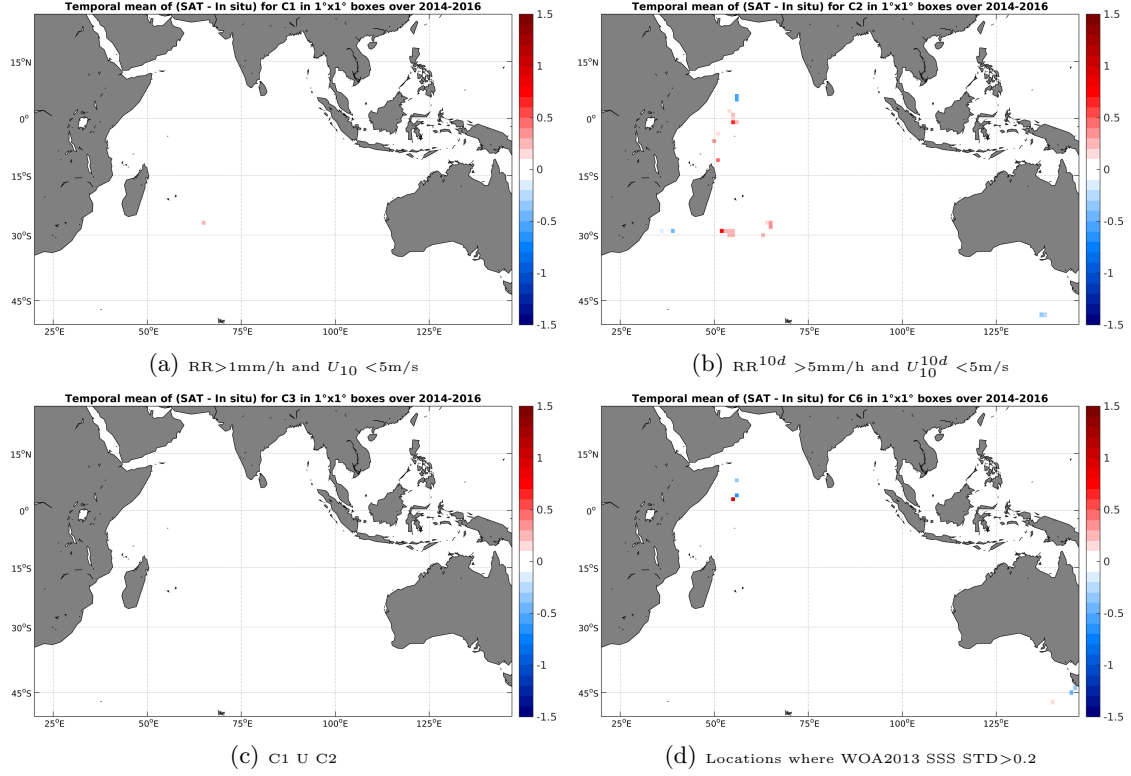 Temporal mean of (SAT - In situ) for C1 in 1°x1° boxes over 2014-2016
15°N
0°
15°S
30°S
45°S
25°E 50°E 75°E 100°E 125°E
1.5
1
0.5
0
-0.5
-1
-1.5
(a) RR>1mm/h and U10 <5m/s
Temporal mean of (SAT - In situ) for C2 in 1°x1° boxes over 2014-2016
15°N
0°
15°S
30°S
45°S
25°E 50°E 75°E 100°E 125°E
1.5
1
0.5
0
-0.5
-1
-1.5
(b) RR^10d >5mm/h and U10^10d <5m/s
Temporal mean of (SAT - In situ) for C3 in 1°x1° boxes over 2014-2016
15°N
0°
15°S
30°S
45°S
25°E 50°E 75°E 100°E 125°E
1.5
1
0.5
0
-0.5
-1
-1.5
(c) C1 U C2
Temporal mean of (SAT - In situ) for C6 in 1°x1° boxes over 2014-2016
15°N
0°
15°S
30°S
45°S
25°E 50°E 75°E 100°E 125°E
1.5
1
0.5
0
-0.5
-1
-1.5
(d) Locations where WOA2013 SSS STD>0.2